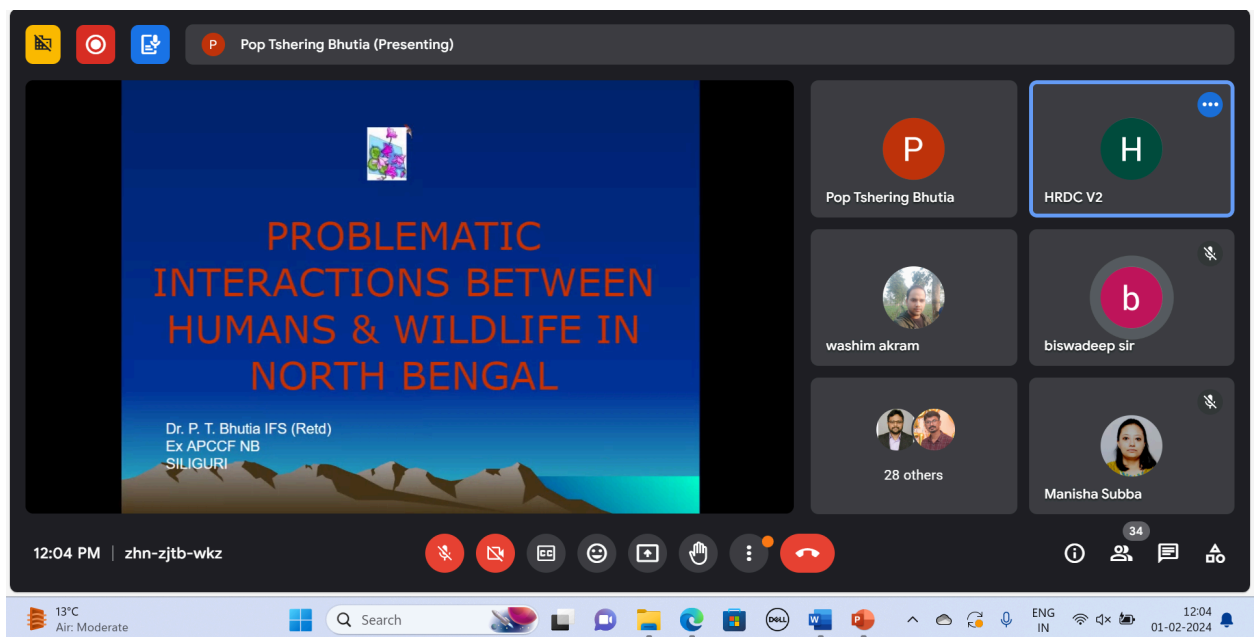 P Pop Tshering Bhutia (Presenting)
PROBLEMATIC
INTERACTIONS BETWEEN
HUMANS & WILDLIFE IN
NORTH BENGAL
Dr. P. T. Bhutia IFS (Retd)
Ex APCCF NB
SILIGURI
P
Pop Tshering Bhutia
H
HRDC V2
washim akram
b
biswadeep sir
28 others
Manisha Subba
12:04 PM | zhn-zjtb-wkz
CC
34
13°C
Air: Moderate
Search
DELL
W
P
ENG
IN
12:04
01-02-2024